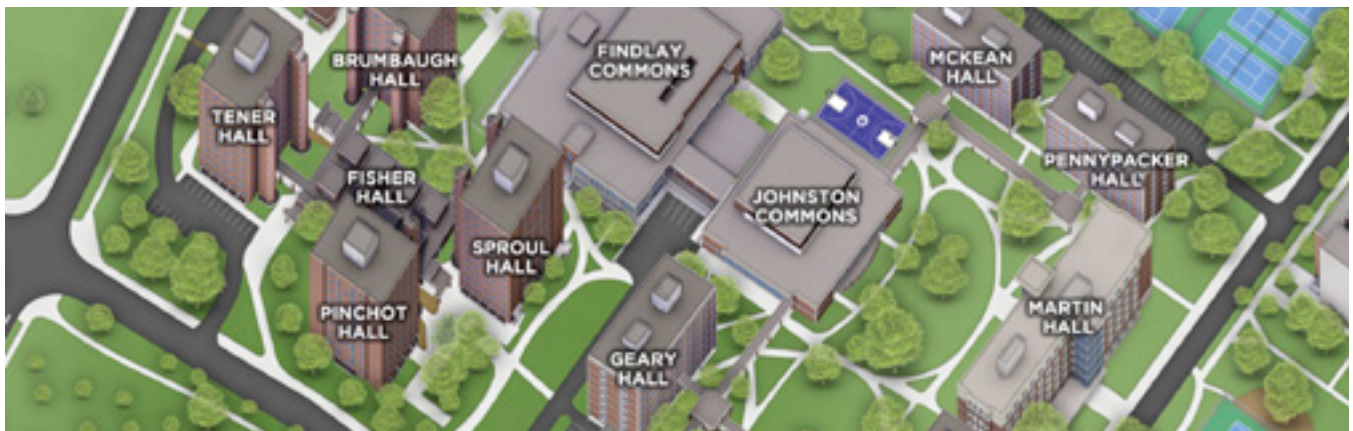 BRUMBAUGH
HALL
FINDLAY
COMMONS
MCKEAN
HALL
TENER
HALL
PENNYPACKER
HALL
FISHER
HALL
JOHNSTON
COMMONS
SPROUL
HALL
PINCHOT
HALL
MARTIN
HALL
GEARY
HALL